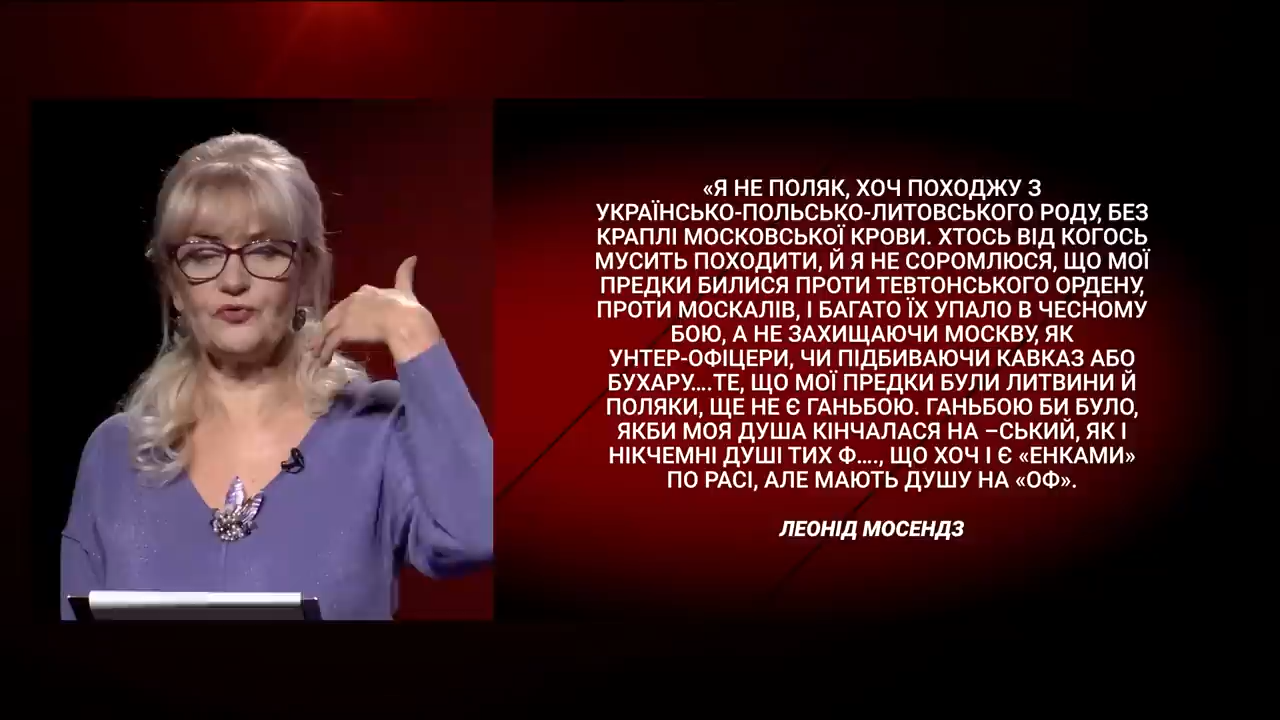 «Я НЕ ПОЛЯК, ХОЧ ПОХОДЖУ З
УКРАЇНСЬКО-ПОЛЬСЬКО-ЛИТОВСЬКОГО РОДУ, БЕЗ
КРАПЛІ МОСКОВСЬКОЇ КРОВИ. ХТОСЬ ВІД КОГОСЬ
МУСИТЬ ПОХОДИТИ, Й Я НЕ СОРОМЛЮСЯ, ЩО МОЇ
ПРЕДКИ БИЛИСЯ ПРОТИ ТЕВТОНСЬКОГО ОРДЕНУ,
ПРОТИ МОСКАЛІВ, І БАГАТО ЇХ УПАЛО В ЧЕСНОМУ
БОЮ, А НЕ ЗАХИЩАЮЧИ МОСКВУ, ЯК
УНТЕР-ОФІЦЕРИ, ЧИ ПІДБИВАЮЧИ КАВКАЗ АБО
БУХАРУ....ТЕ, ЩО МОЇ ПРЕДКИ БУЛИ ЛИТВИНИ Й
ПОЛЯКИ, ЩЕ НЕ Є ГАНЬБОЮ. ГАНЬБОЮ БИ БУЛО,
ЯКБИ МОЯ ДУША КІНЧАЛАСЯ НА –СЬКИЙ, ЯК І
НІКЧЕМНІ ДУШІ ТИХ Ф...., ЩО ХОЧ І Є «ЕНКАМИ»
ПО РАСІ, АЛЕ МАЮТЬ ДУШУ НА «ОФ».
ЛЕОНІД МОСЕНДЗ